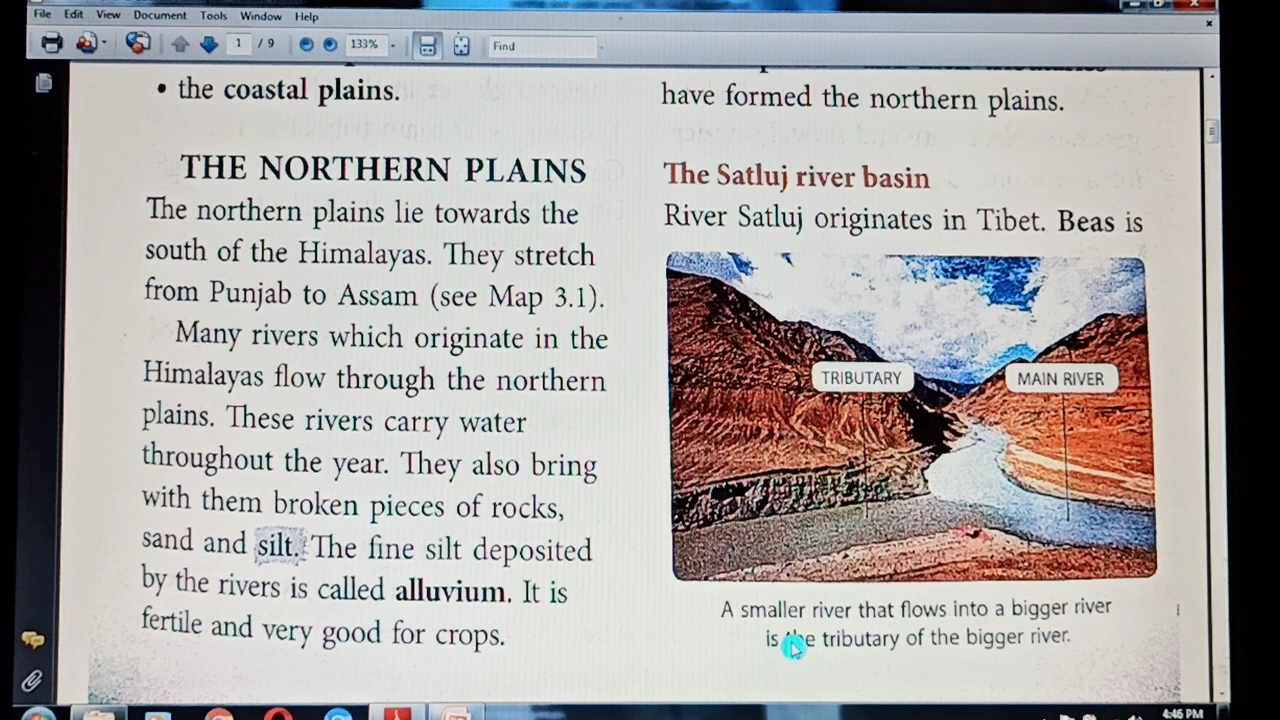 File Edit View Document Tools Window Help
1 / 9 133% Find
• the coastal plains.
THE NORTHERN PLAINS
The northern plains lie towards the
south of the Himalayas. They stretch
from Punjab to Assam (see Map 3.1).
Many rivers which originate in the
Himalayas flow through the northern
plains. These rivers carry water
throughout the year. They also bring
with them broken pieces of rocks,
sand and silt. The fine silt deposited
by the rivers is called alluvium. It is
fertile and very good for crops.
have formed the northern plains.
The Satluj river basin
River Satluj originates in Tibet. Beas is
TRIBUTARY
MAIN RIVER
A smaller river that flows into a bigger river
is the tributary of the bigger river.
4:46 PM